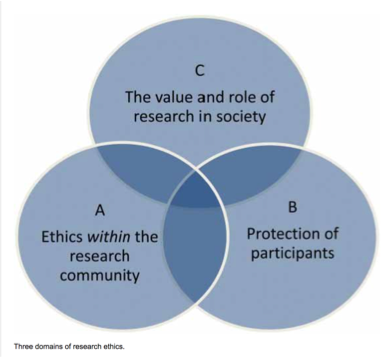 C
The value and role of
research in society
A
Ethics within the
research
community
B
Protection of
participants
Three domains of research ethics.